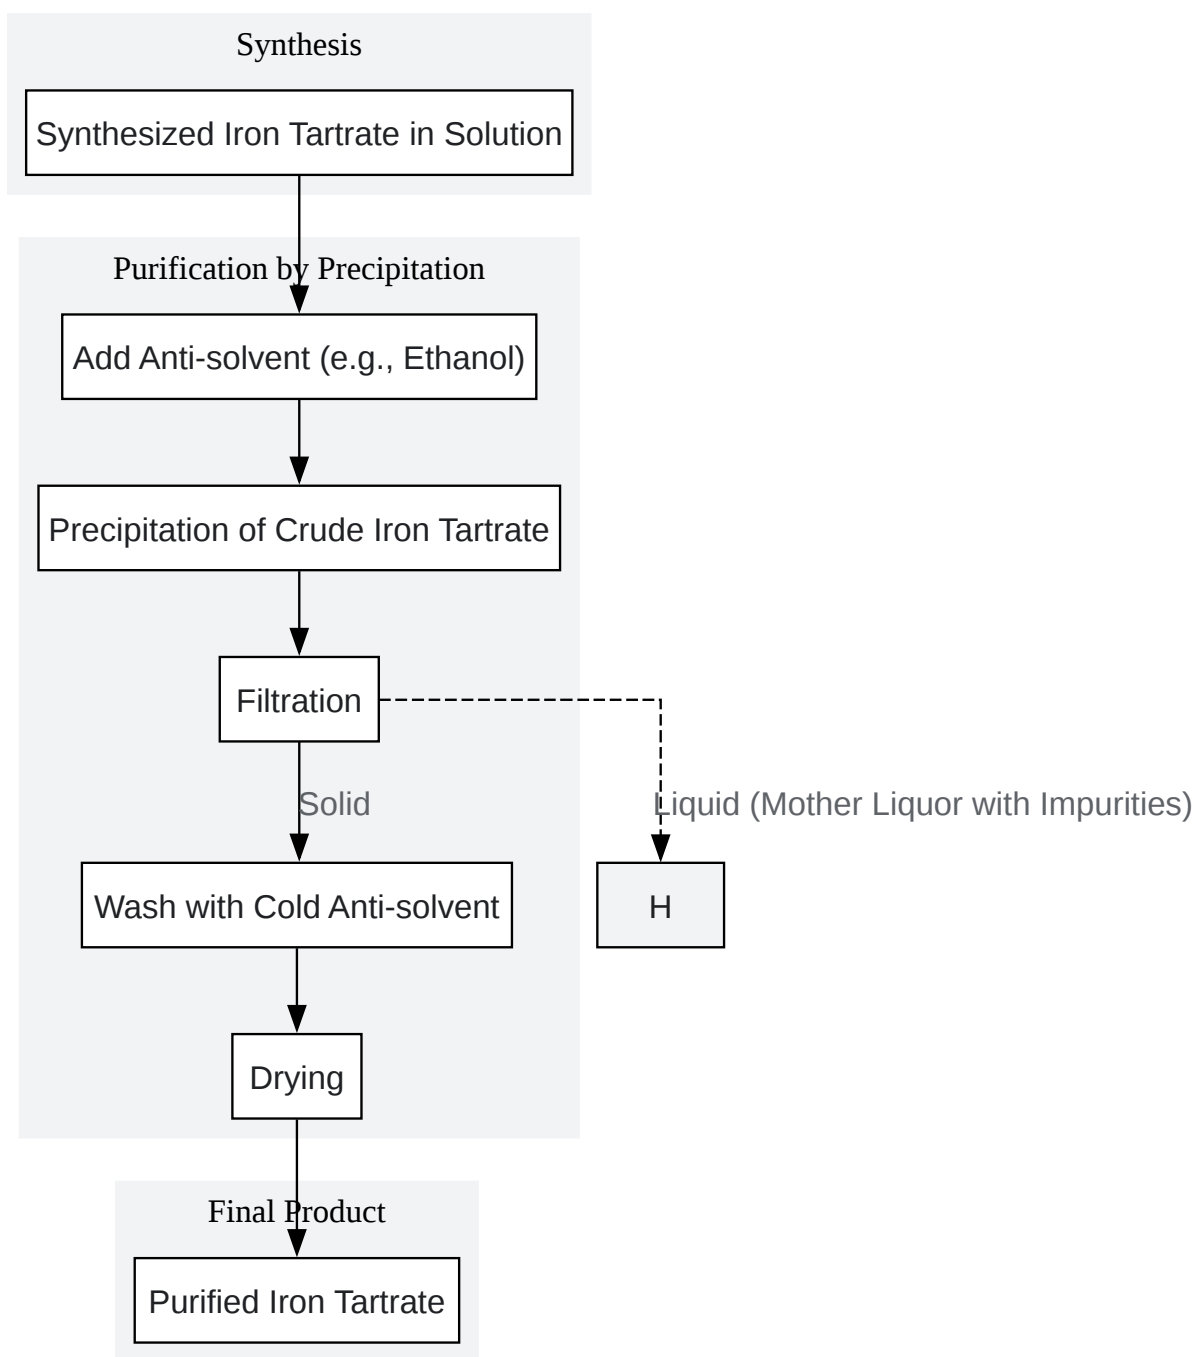 Synthesis
Synthesized Iron Tartrate in Solution
Purification by Precipitation
Add Anti-solvent (e.g., Ethanol)
Precipitation of Crude Iron Tartrate
Filtration
Solid
Liquid (Mother Liquor with Impurities)
Wash with Cold Anti-solvent
H
Drying
Final Product
Purified Iron Tartrate